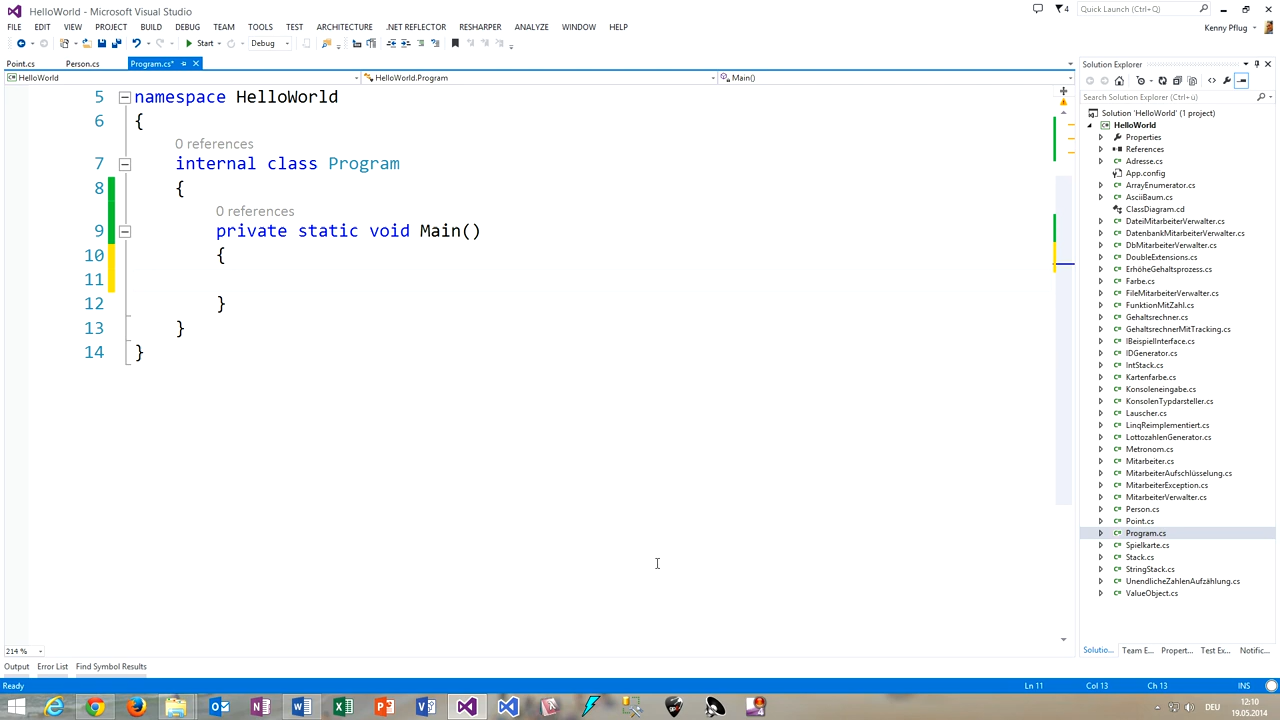 HelloWorld - Microsoft Visual Studio
Quick Launch (Ctrl+Q)
4
FILE EDIT VIEW PROJECT BUILD DEBUG TEAM TOOLS TEST ARCHITECTURE .NET REFLECTOR RESHARPER ANALYZE WINDOW HELP
Kenny Pflug
Start Debug
Point.cs Person.cs Program.cs*
HelloWorld HelloWorld.Program Main()
5 namespace HelloWorld
6 {
0 references
7 internal class Program
8 {
0 references
9 private static void Main()
10 {
11
12 }
13 }
14 }
214 %
Solution Explorer
Search Solution Explorer (Ctrl+ü)
Solution 'HelloWorld' (1 project)
HelloWorld
Properties
References
Adresse.cs
App.config
ArrayEnumerator.cs
AsciiBaum.cs
ClassDiagram.cd
DateiMitarbeiterVerwalter.cs
DatenbankMitarbeiterVerwalter.cs
DbMitarbeiterVerwalter.cs
DoubleExtensions.cs
ErhöheGehaltsprozess.cs
Farbe.cs
FileMitarbeiterVerwalter.cs
FunktionMitZahl.cs
Gehaltsrechner.cs
GehaltsrechnerMitTracking.cs
IBeispielInterface.cs
IDGenerator.cs
IntStack.cs
Kartenfarbe.cs
Konsoleneingabe.cs
KonsolenTypdarsteller.cs
Lauscher.cs
LinqReimplementiert.cs
LottozahlenGenerator.cs
Metronom.cs
Mitarbeiter.cs
MitarbeiterAufschlüsselung.cs
MitarbeiterException.cs
MitarbeiterVerwalter.cs
Person.cs
Point.cs
Program.cs
Spielkarte.cs
Stack.cs
StringStack.cs
UnendlicheZahlenAufzählung.cs
ValueObject.cs
Solutio... Team E... Propert... Test Ex... Notific...
Output Error List Find Symbol Results
Ready Ln 11 Col 13 Ch 13 INS
DEU
12:10
19.05.2014